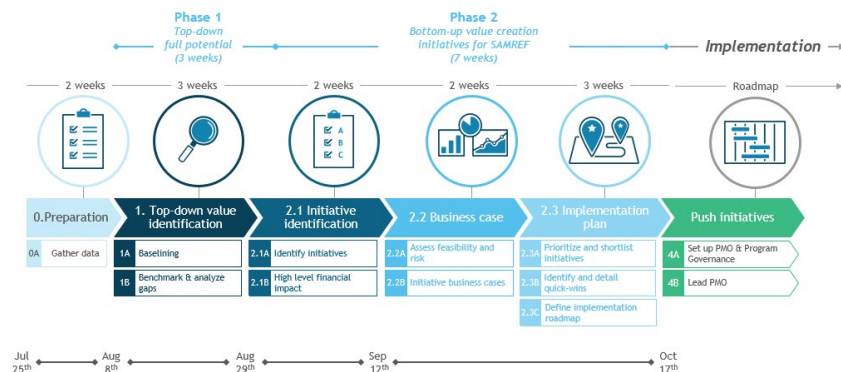 Phase 1
Top-down
full potential
(3 weeks)
Phase 2
Bottom-up value creation
initiatives for SAMREF
(7 weeks)
Implementation
2 weeks
3 weeks
2 weeks
2 weeks
3 weeks
Roadmap
A
B
C
0.Preparation
1. Top-down value
identification
2.1 Initiative
identification
2.2 Business case
2.3 Implementation
plan
Push initiatives
0A Gather data
1A Baselining
1B Benchmark & analyze
gaps
2.1A Identify initiatives
2.1B High level financial
impact
2.2A Assess feasibility and
risk
2.2B Initiative business cases
2.3A Prioritize and shortlist
initiatives
2.3B Identify and detail
quick-wins
2.3C Define implementation
roadmap
4A Set up PMO & Program
Governance
4B Lead PMO
Jul
25th
Aug
8th
Aug
29th
Sep
12th
Oct
17th